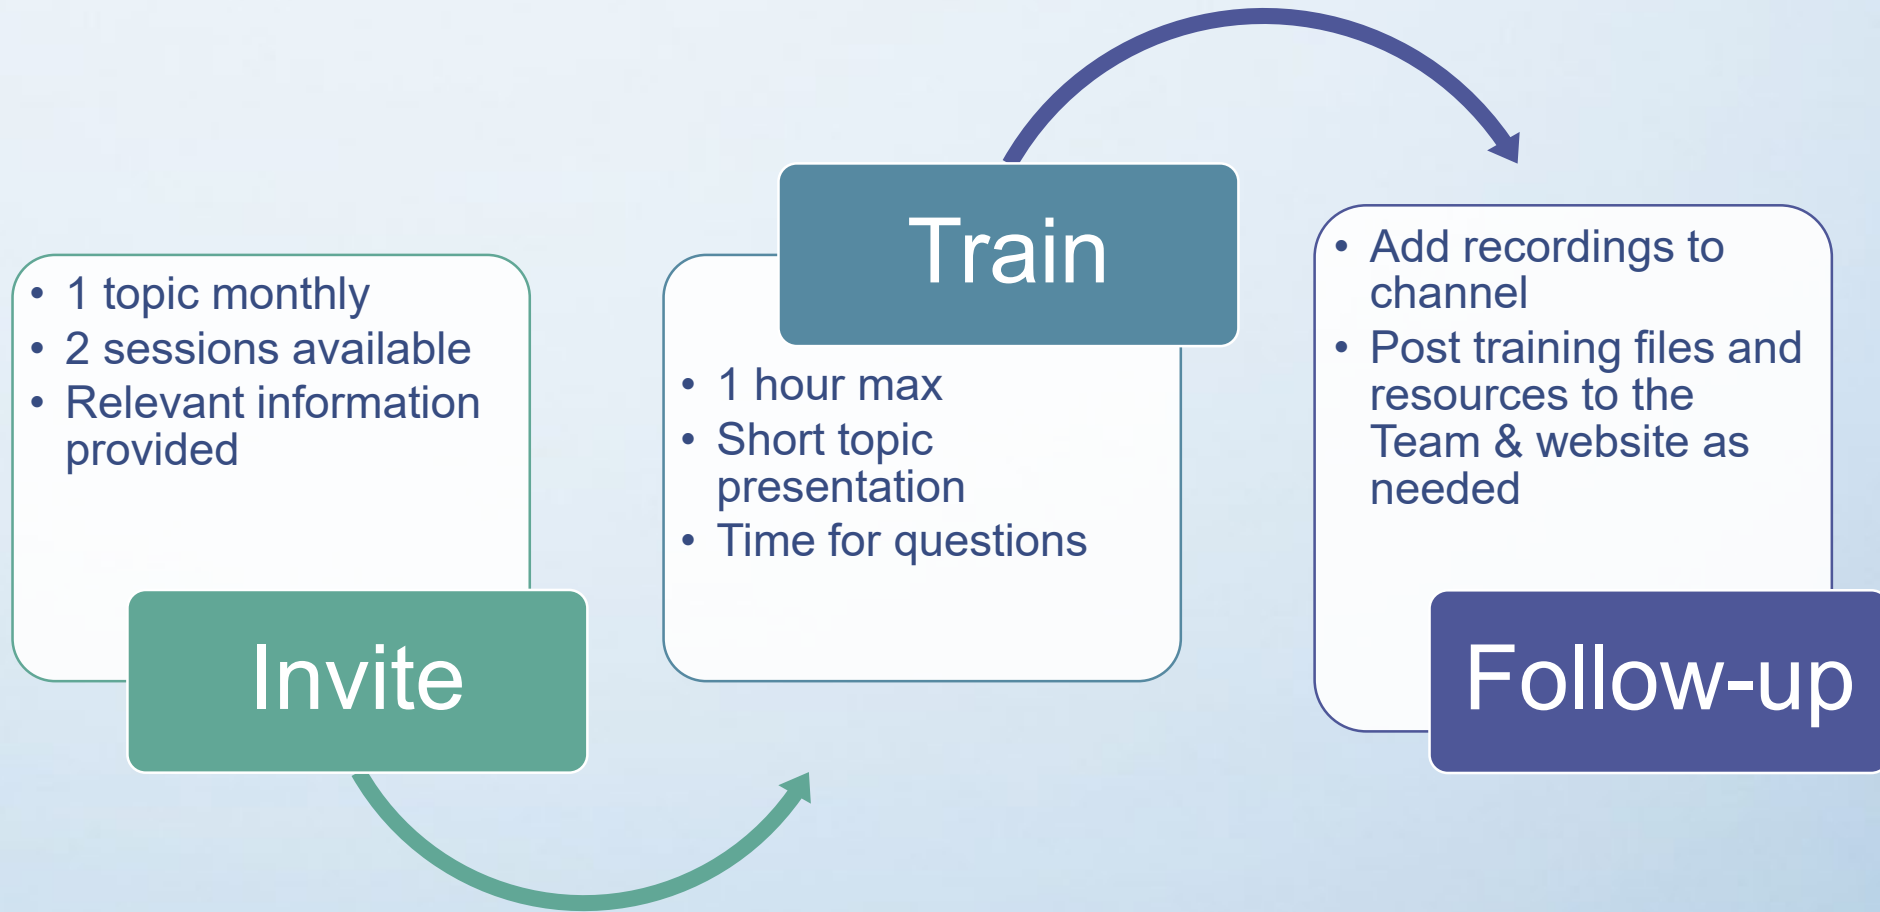 • 1 topic monthly
• 2 sessions available
• Relevant information
provided
Invite
Train
• 1 hour max
• Short topic
presentation
• Time for questions
• Add recordings to
channel
• Post training files and
resources to the
Team & website as
needed
Follow-up